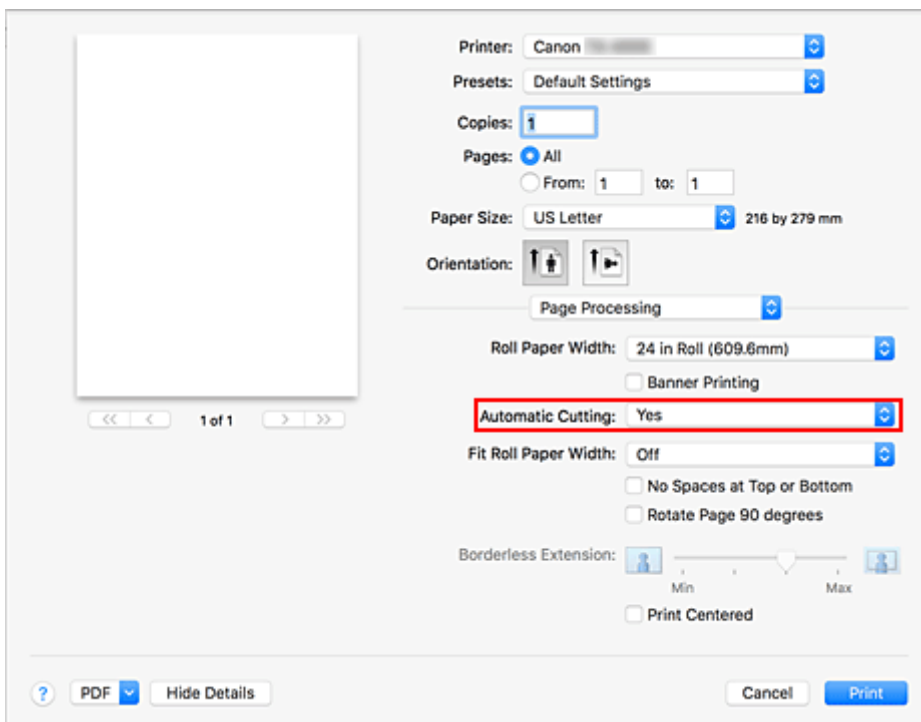 Printer: Canon
Presets: Default Settings
Copies: 1
Pages: All
From: 1 to: 1
Paper Size: US Letter 216 by 279 mm
Orientation:
Page Processing
Roll Paper Width: 24 in Roll (609.6mm)
Banner Printing
<< < 1 of 1 > >>
Automatic Cutting: Yes
Fit Roll Paper Width: Off
No Spaces at Top or Bottom
Rotate Page 90 degrees
Borderless Extension:
Min Max
Print Centered
? PDF Hide Details Cancel Print